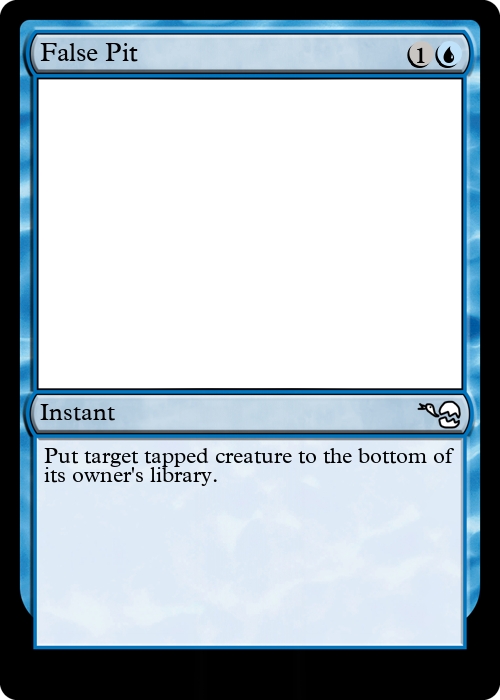 False Pit 1
Instant
Put target tapped creature to the bottom of
its owner's library.